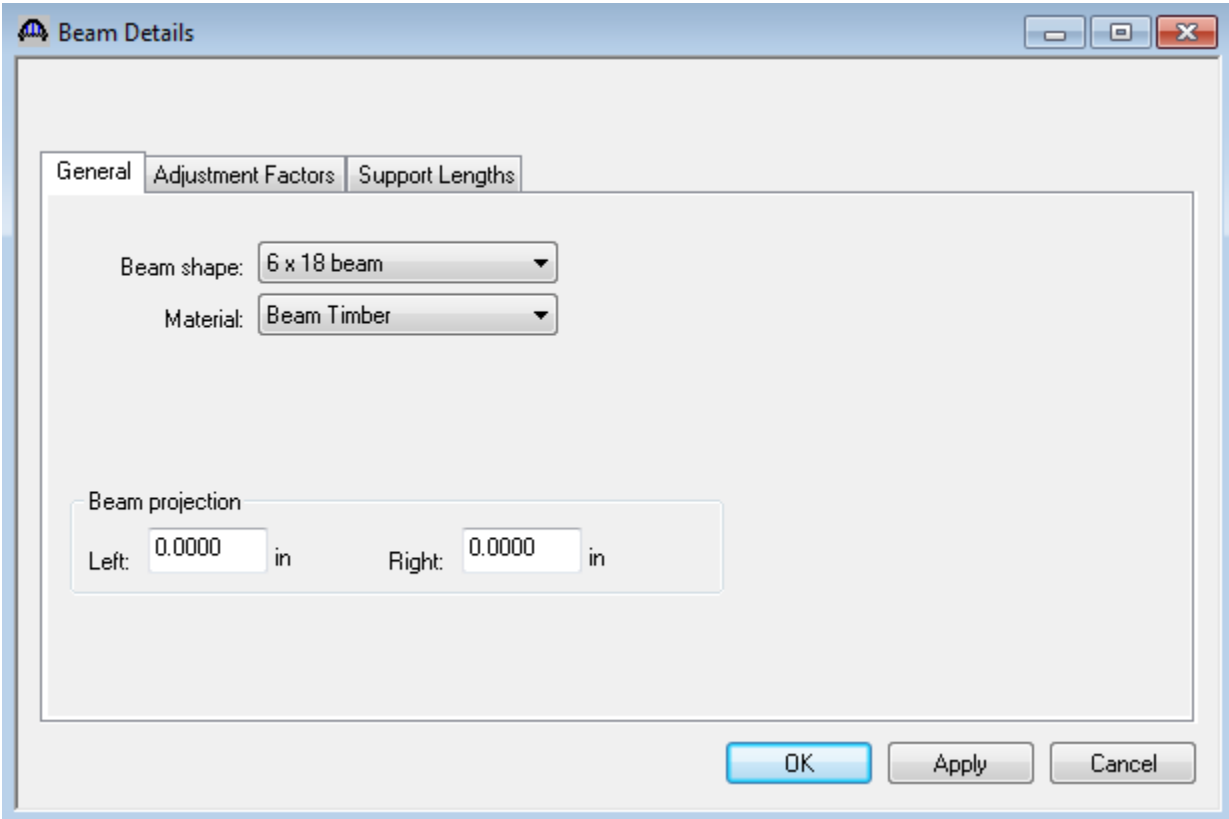 Beam Details
General Adjustment Factors Support Lengths
Beam shape: 6 x 18 beam
Material: Beam Timber
Beam projection
Left: 0.0000 in Right: 0.0000 in
OK Apply Cancel